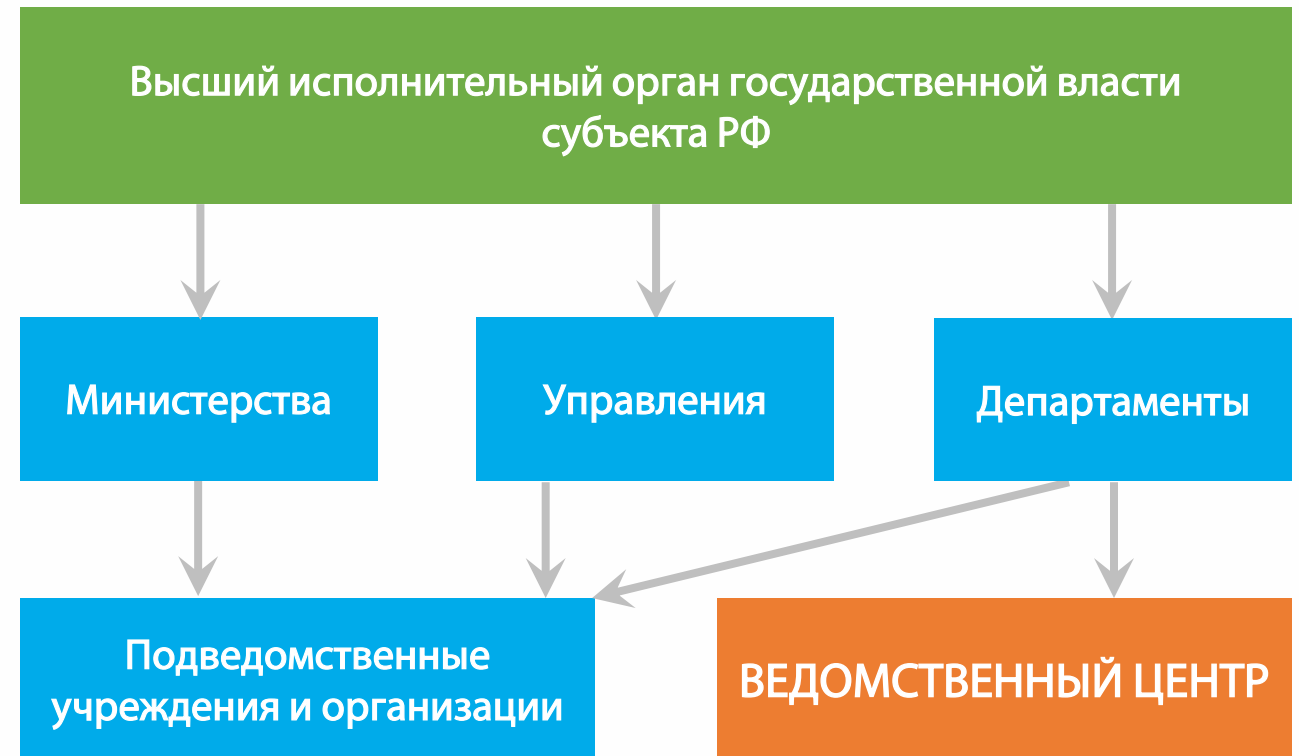 Высший исполнительный орган государственной власти
субъекта РФ
Министерства
Управления
Департаменты
Подведомственные
учреждения и организации
ВЕДОМСТВЕННЫЙ ЦЕНТР